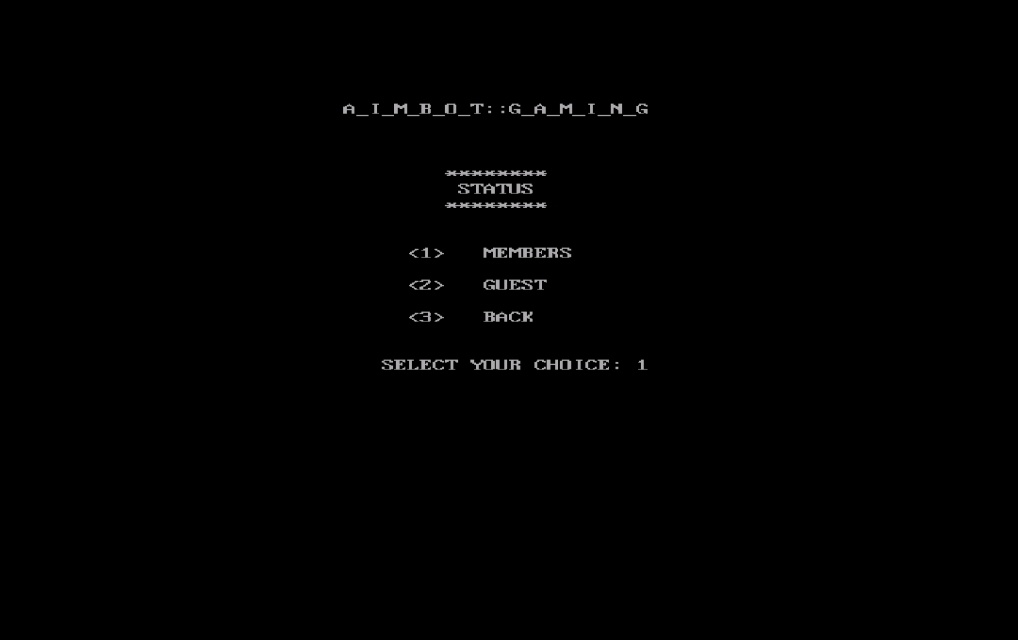 A_I_M_B_O_T::G_A_M_I_N_G
********
STATUS
********
<1> MEMBERS
<2> GUEST
<3> BACK
SELECT YOUR CHOICE: 1